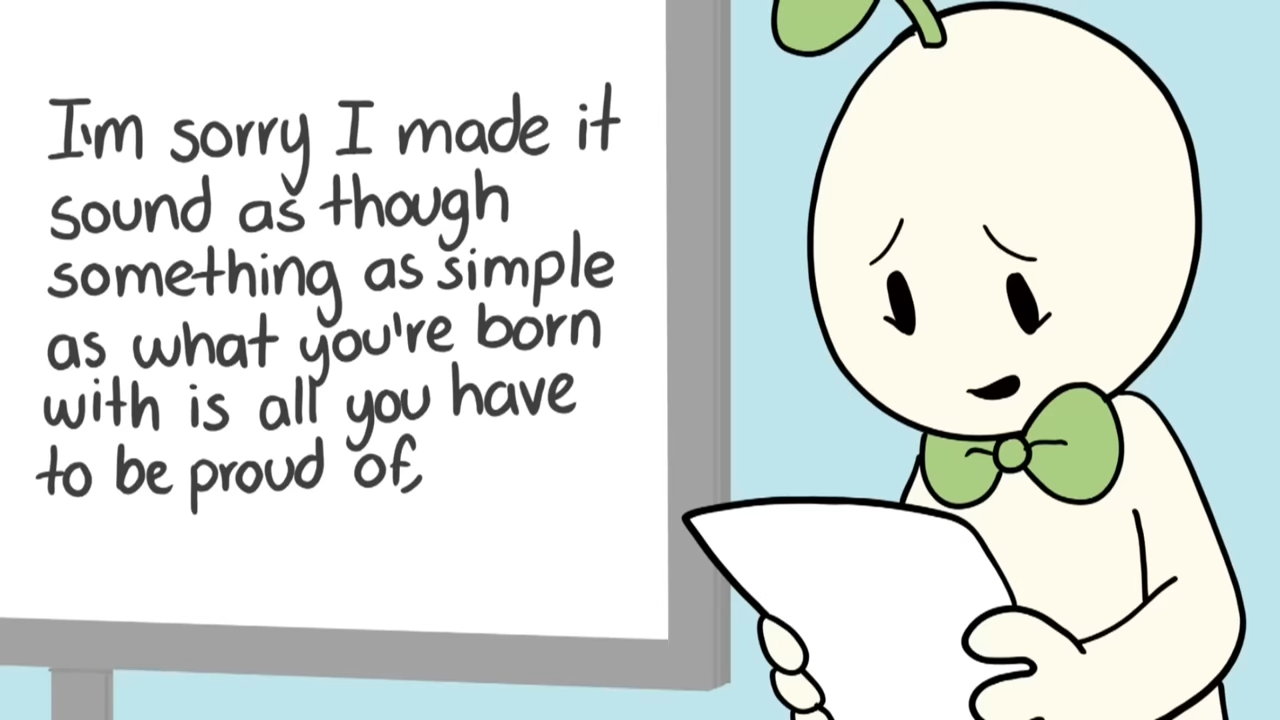 I'm sorry I made it
sound as though
something as simple
as what you're born
with is all you have
to be proud of,